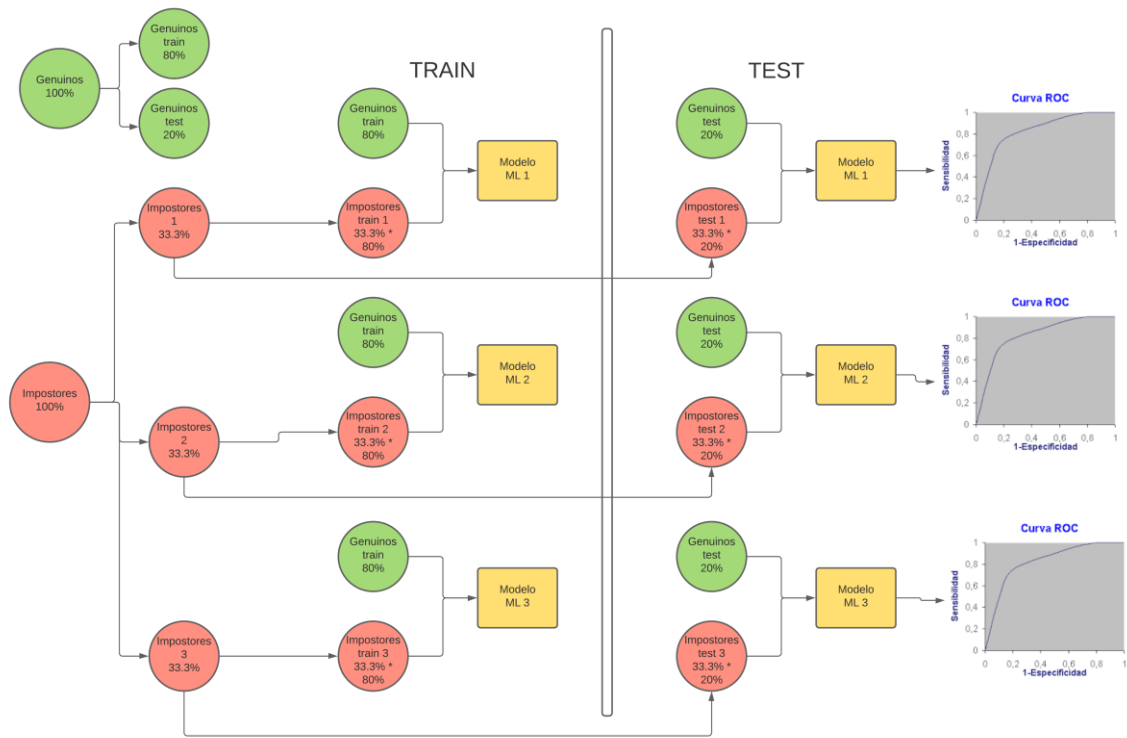 Genuinos
100%
Genuinos
train
80%
Genuinos
test
20%
TRAIN
TEST
Genuinos
train
80%
Modelo
ML 1
Impostores
1
33.3%
Impostores
train 1
33.3% *
80%
Genuinos
test
20%
Modelo
ML 1
Impostores
test 1
33.3% *
20%
Curva ROC
Sensibilidad
1
0,8
0,6
0,4
0,2
0
0 0,2 0,4 0,6 0,8 1
1-Especificidad
Impostores
100%
Genuinos
train
80%
Modelo
ML 2
Impostores
2
33.3%
Impostores
train 2
33.3% *
80%
Genuinos
test
20%
Modelo
ML 2
Impostores
test 2
33.3% *
20%
Curva ROC
Sensibilidad
1
0,8
0,6
0,4
0,2
0
0 0,2 0,4 0,6 0,8 1
1-Especificidad
Genuinos
train
80%
Modelo
ML 3
Impostores
3
33.3%
Impostores
train 3
33.3% *
80%
Genuinos
test
20%
Modelo
ML 3
Impostores
test 3
33.3% *
20%
Curva ROC
Sensibilidad
1
0,8
0,6
0,4
0,2
0
0 0,2 0,4 0,6 0,8 1
1-Especificidad